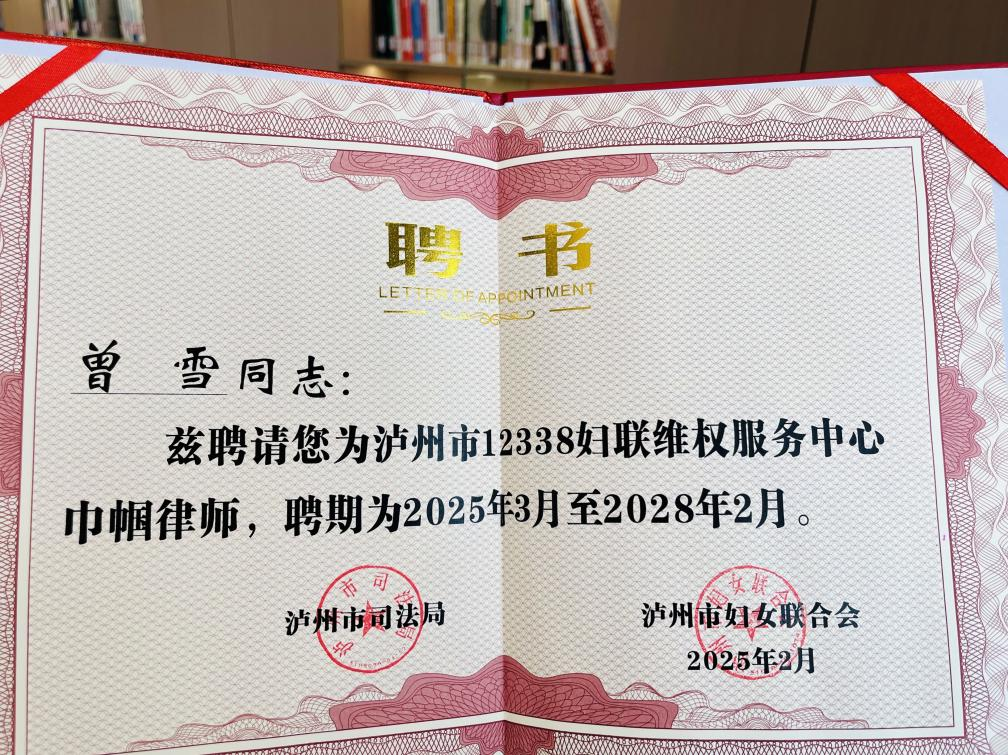 聘 书
LETTER OF APPOINTMENT
曾 雪 同志：
兹聘请您为泸州市12338妇联维权服务中心
巾帼律师，聘期为2025年3月至2028年2月。
泸州市司法局
泸州市妇女联合会
2025年2月